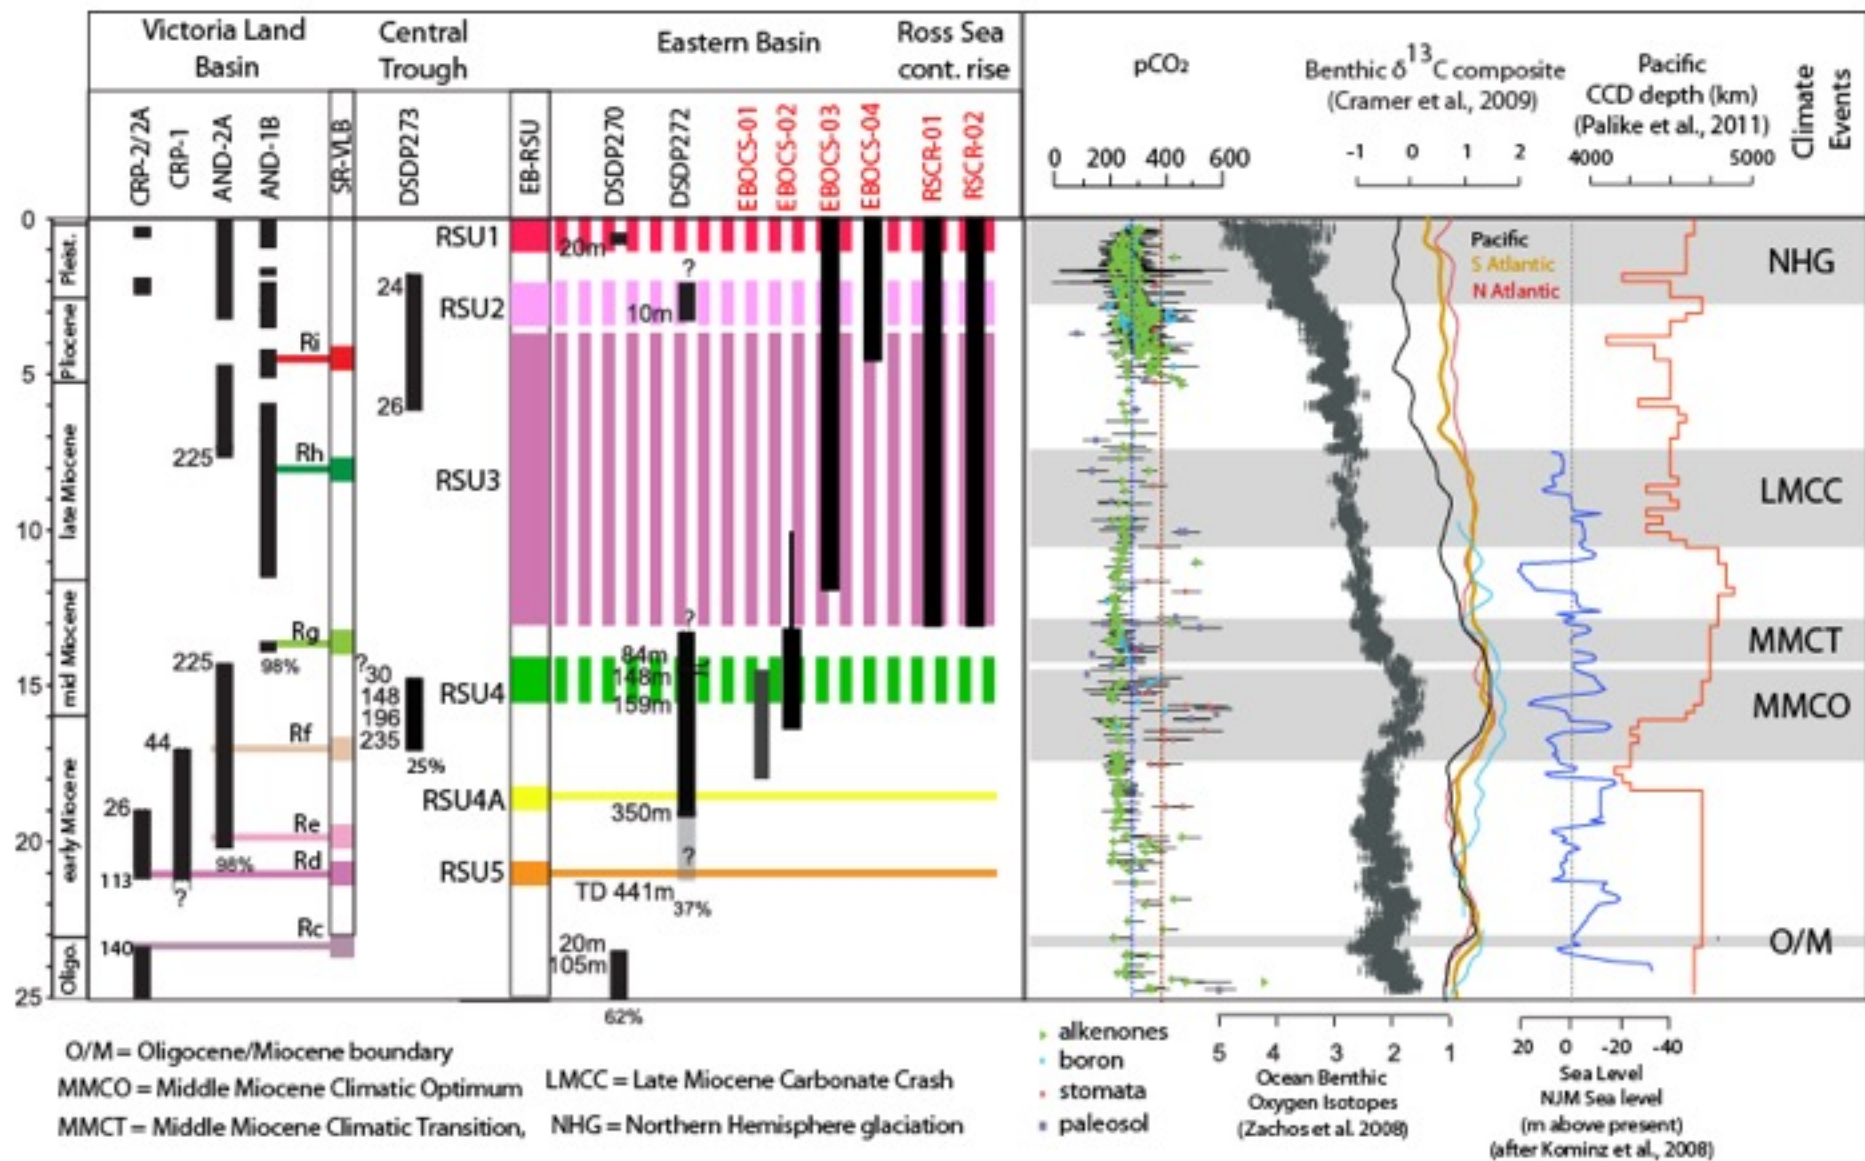 Victoria Land
Basin
Central
Trough
Eastern Basin
Ross Sea
cont. rise
CRP-2/2A
CRP-1
AND-2A
AND-1B
SR-VLB
DSDP273
EB-RSU
DSDP270
DSDP272
EBOCS-01
EBOCS-02
EBOCS-03
EBOCS-04
RSCR-01
RSCR-02
pCO2
0 200 400 600
Benthic δ13C composite
(Cramer et al., 2009)
-1 0 1 2
Pacific
CCD depth (km)
(Palike et al., 2011)
4000 5000
Climate
Events
0
5
10
15
20
25
Pleist.
Pliocene
late Miocene
mid Miocene
early Miocene
Oligo.
Ri
Rh
Rg
Rf
Re
Rd
Rc
225
225
98%
44
26
98%
113
?
140
24
26
?
30
148
196
235
25%
RSU1
RSU2
RSU3
RSU4
RSU4A
RSU5
20m
?
10m
?
84m
148m
159m
350m
?
TD 441m
37%
20m
105m
62%
Pacific
S Atlantic
N Atlantic
NHG
LMCC
MMCT
MMCO
O/M
O/M = Oligocene/Miocene boundary
MMCO = Middle Miocene Climatic Optimum
MMCT = Middle Miocene Climatic Transition,
LMCC = Late Miocene Carbonate Crash
NHG = Northern Hemisphere glaciation
alkenones
boron
stomata
paleosol
5 4 3 2 1
Ocean Benthic
Oxygen Isotopes
(Zachos et al. 2008)
20 0 -20 -40
Sea Level
NJM Sea level
(m above present)
(after Kominz et al., 2008)